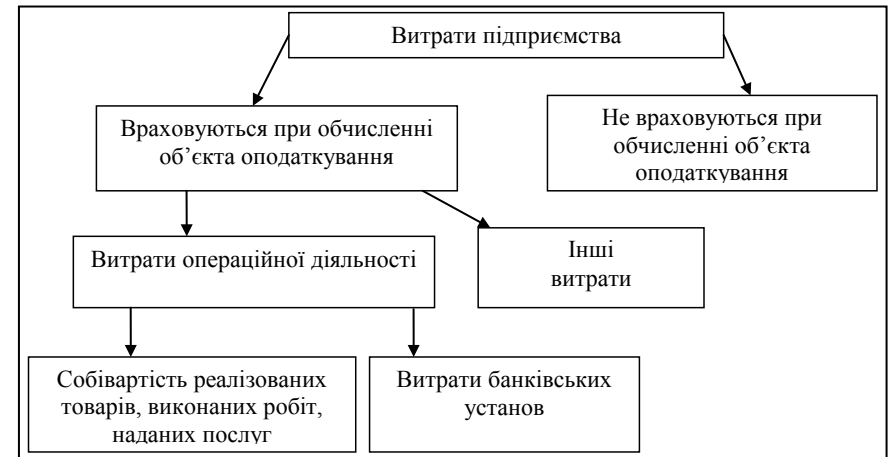 Витрати підприємства
Враховуються при обчисленні
об’єкта оподаткування
Не враховуються при
обчисленні об’єкта
оподаткування
Витрати операційної діяльності
Інші
витрати
Собівартість реалізованих
товарів, виконаних робіт,
наданих послуг
Витрати банківських
установ